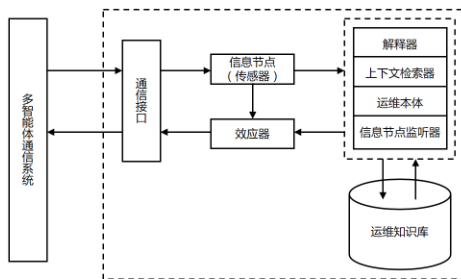 多智能体通信系统
通信接口
信息节点
（传感器）
效应器
解释器
上下文检索器
运维本体
信息节点监听器
运维知识库